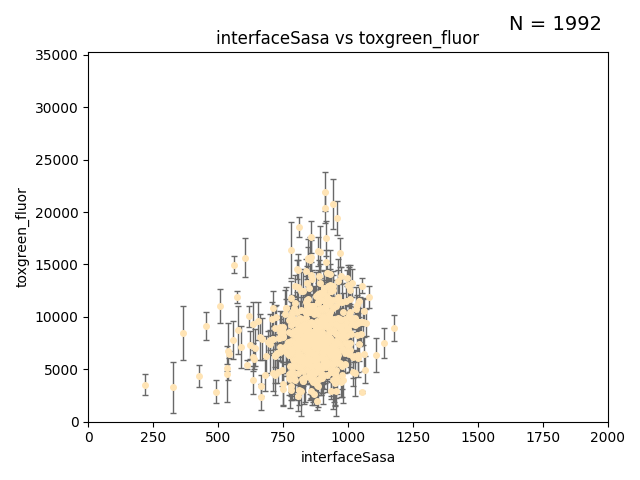 N = 1992
interfaceSasa vs toxgreen_fluor
toxgreen_fluor
35000
30000
25000
20000
15000
10000
5000
0
0 250 500 750 1000 1250 1500 1750 2000
interfaceSasa